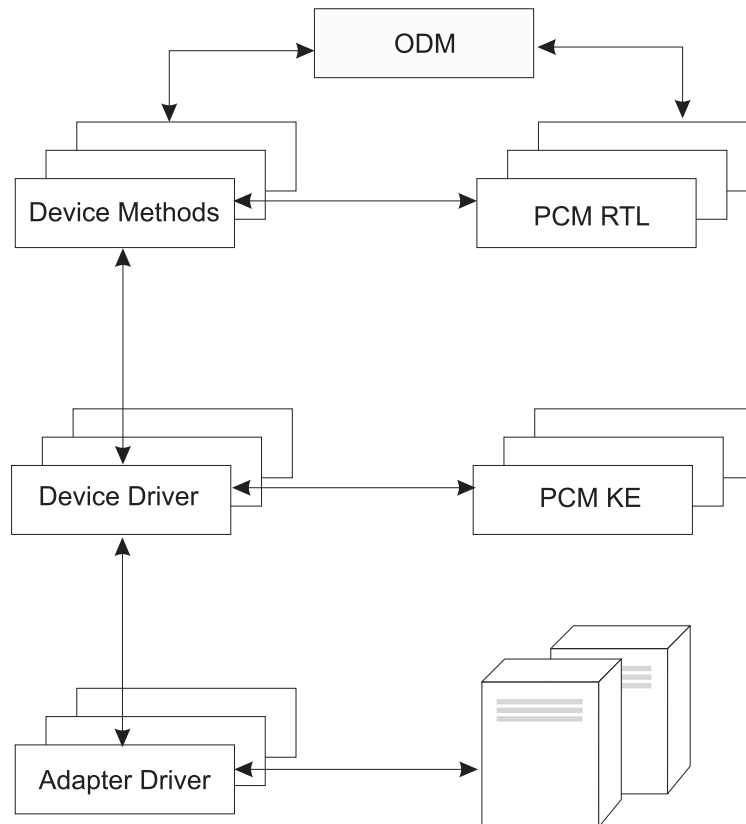 ODM
Device Methods
PCM RTL
Device Driver
PCM KE
Adapter Driver